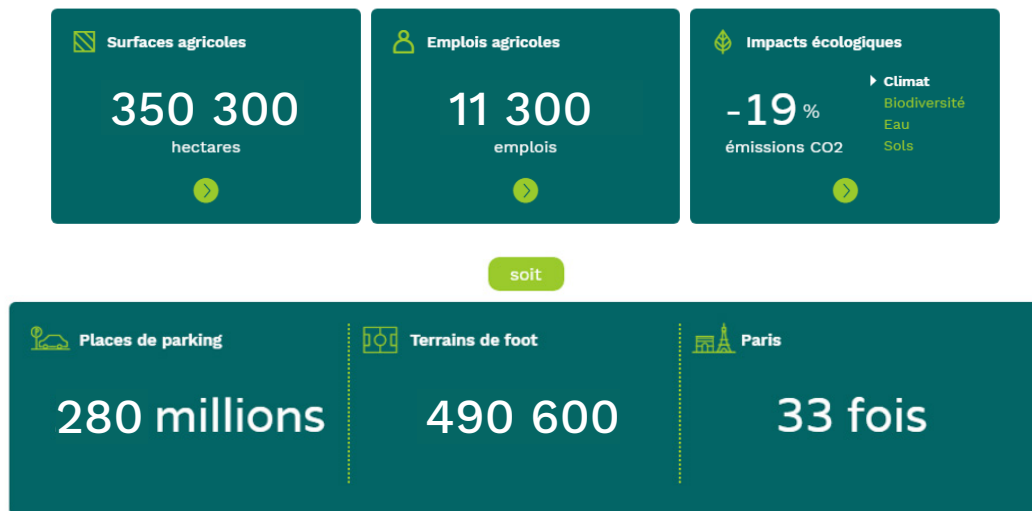 Surfaces agricoles
350 300
hectares
Emplois agricoles
11 300
emplois
Impacts écologiques
-19 %
émissions CO2
Climat
Biodiversité
Eau
Sols
soit
Places de parking
280 millions
Terrains de foot
490 600
Paris
33 fois